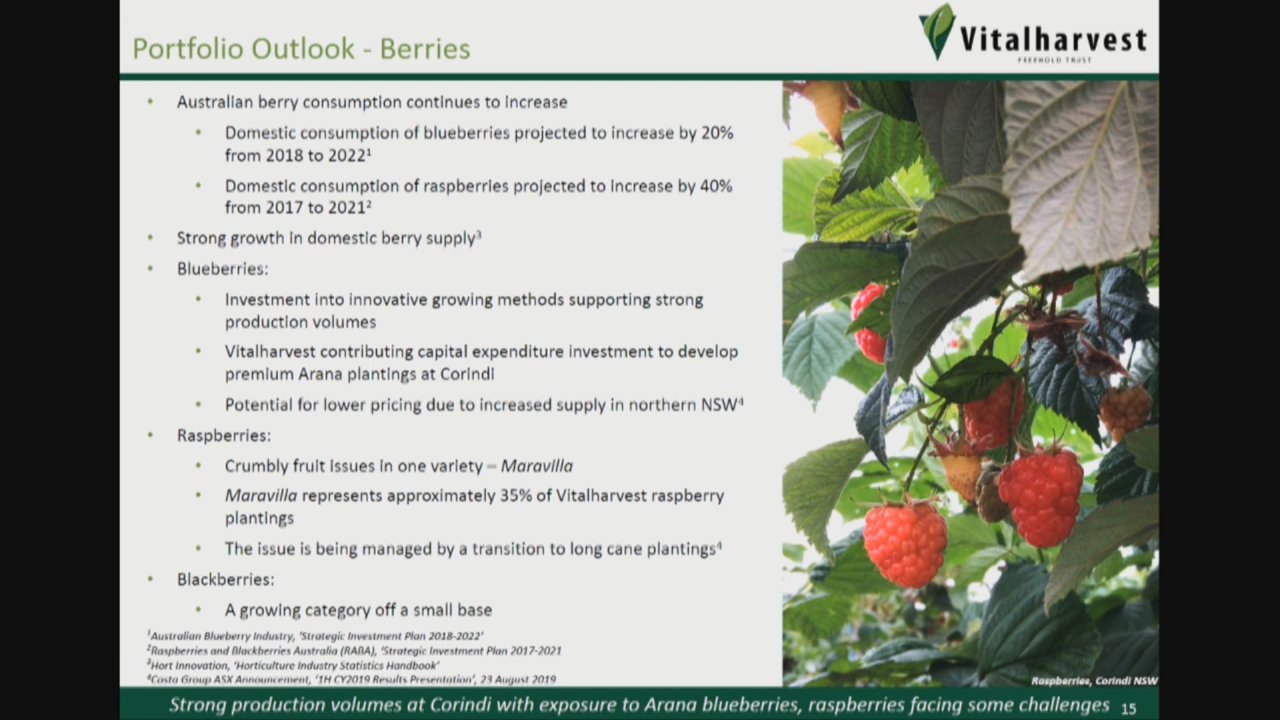 Portfolio Outlook - Berries
Vitalharvest
FREEHOLD TRUST
• Australian berry consumption continues to increase
• Domestic consumption of blueberries projected to increase by 20%
from 2018 to 2022¹
• Domestic consumption of raspberries projected to increase by 40%
from 2017 to 2021²
• Strong growth in domestic berry supply³
• Blueberries:
• Investment into innovative growing methods supporting strong
production volumes
• Vitalharvest contributing capital expenditure investment to develop
premium Arana plantings at Corindi
• Potential for lower pricing due to increased supply in northern NSW⁴
• Raspberries:
• Crumbly fruit issues in one variety – Maravilla
• Maravilla represents approximately 35% of Vitalharvest raspberry
plantings
• The issue is being managed by a transition to long cane plantings⁴
• Blackberries:
• A growing category off a small base
¹Australian Blueberry Industry, ‘Strategic Investment Plan 2018-2022’
²Raspberries and Blackberries Australia (RABA), ‘Strategic Investment Plan 2017-2021
³Hort Innovation, ‘Horticulture Industry Statistics Handbook’
⁴Costa Group ASX Announcement, ‘1H CY2019 Results Presentation’, 23 August 2019
Raspberries, Corindi NSW
Strong production volumes at Corindi with exposure to Arana blueberries, raspberries facing some challenges 15